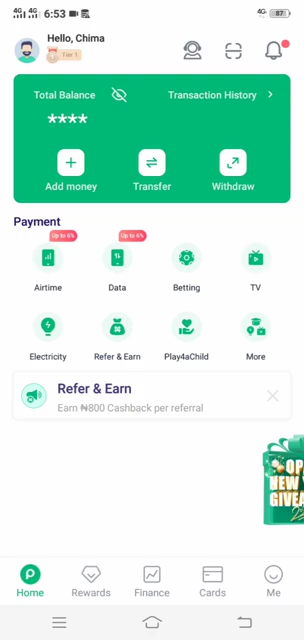 4G 4G 6:53 4G 87
Hello, Chima
Tier 1
Total Balance Transaction History >
****
Add money Transfer Withdraw
Payment
Up to 6% Up to 6%
Airtime Data Betting TV
Electricity Refer & Earn Play4aChild More
Refer & Earn
Earn ₦800 Cashback per referral
OP
NEW
GIVEA
Home Rewards Finance Cards Me